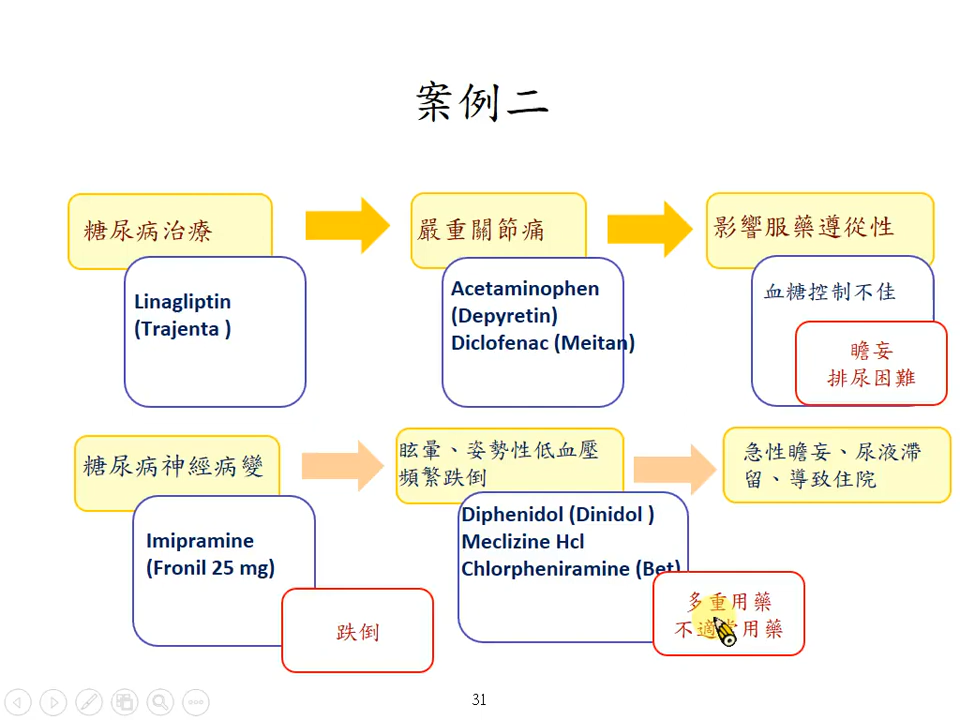 案例二
糖尿病治療
Linagliptin
(Trajenta )
嚴重關節痛
Acetaminophen
(Depyretin)
Diclofenac (Meitan)
影響服藥遵從性
血糖控制不佳
瞻妄
排尿困難
糖尿病神經病變
Imipramine
(Fronil 25 mg)
跌倒
眩暈、姿勢性低血壓
頻繁跌倒
Diphenidol (Dinidol )
Meclizine Hcl
Chlorpheniramine (Bet)
多重用藥
不適當用藥
急性瞻妄、尿液滯
留、導致住院
31